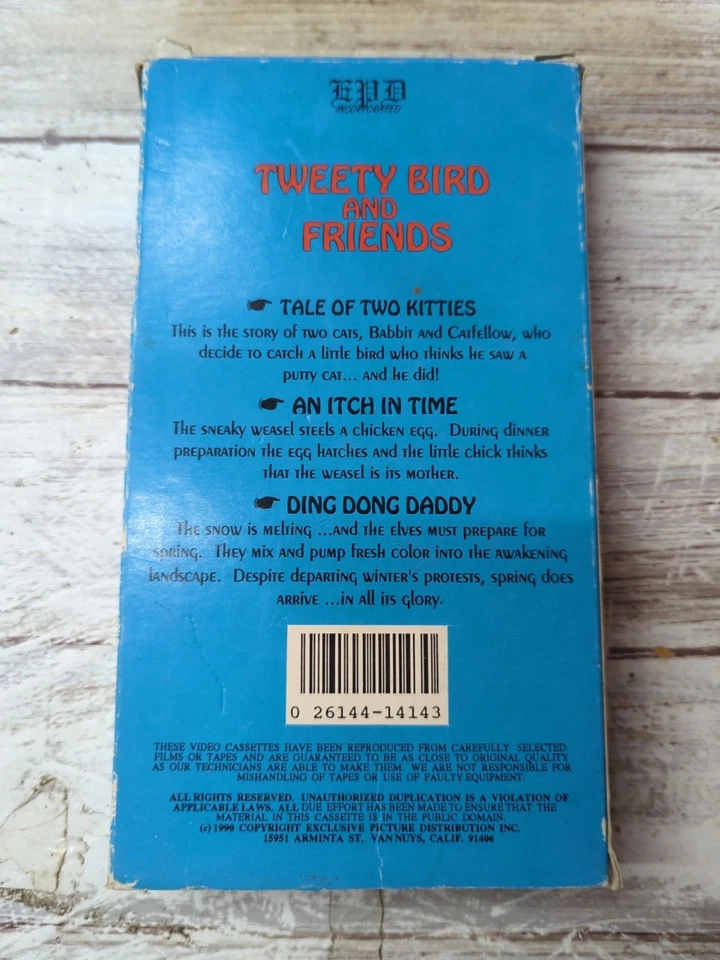 EPD
INCORPORATED
TWEETY BIRD
AND
FRIENDS
TALE OF TWO KITTIES
This is the story of two cats, Babbit and Catfellow, who
decide to catch a little bird who thinks he saw a
putty cat... and he did!
AN ITCH IN TIME
The sneaky weasel steels a chicken egg. During dinner
preparation the egg hatches and the little chick thinks
that the weasel is its mother.
DING DONG DADDY
The snow is melting ...and the elves must prepare for
spring. They mix and pump fresh color into the awakening
landscape. Despite departing winter's protests, spring does
arrive ...in all its glory.
0 26144-14143
THESE VIDEO CASSETTES HAVE BEEN REPRODUCED FROM CAREFULLY SELECTED
FILMS OR TAPES AND ARE GUARANTEED TO BE AS CLOSE TO ORIGINAL QUALITY
AS OUR TECHNICIANS ARE ABLE TO MAKE THEM. WE ARE NOT RESPONSIBLE FOR
MISHANDLING OF TAPES OR USE OF FAULTY EQUIPMENT.
ALL RIGHTS RESERVED. UNAUTHORIZED DUPLICATION IS A VIOLATION OF
APPLICABLE LAWS. ALL DUE EFFORT HAS BEEN MADE TO ENSURE THAT THE
MATERIAL IN THIS CASSETTE IS IN THE PUBLIC DOMAIN.
(c) 1990 COPYRIGHT EXCLUSIVE PICTURE DISTRIBUTION INC.
15951 ARMINTA ST. VAN NUYS, CALIF. 91406